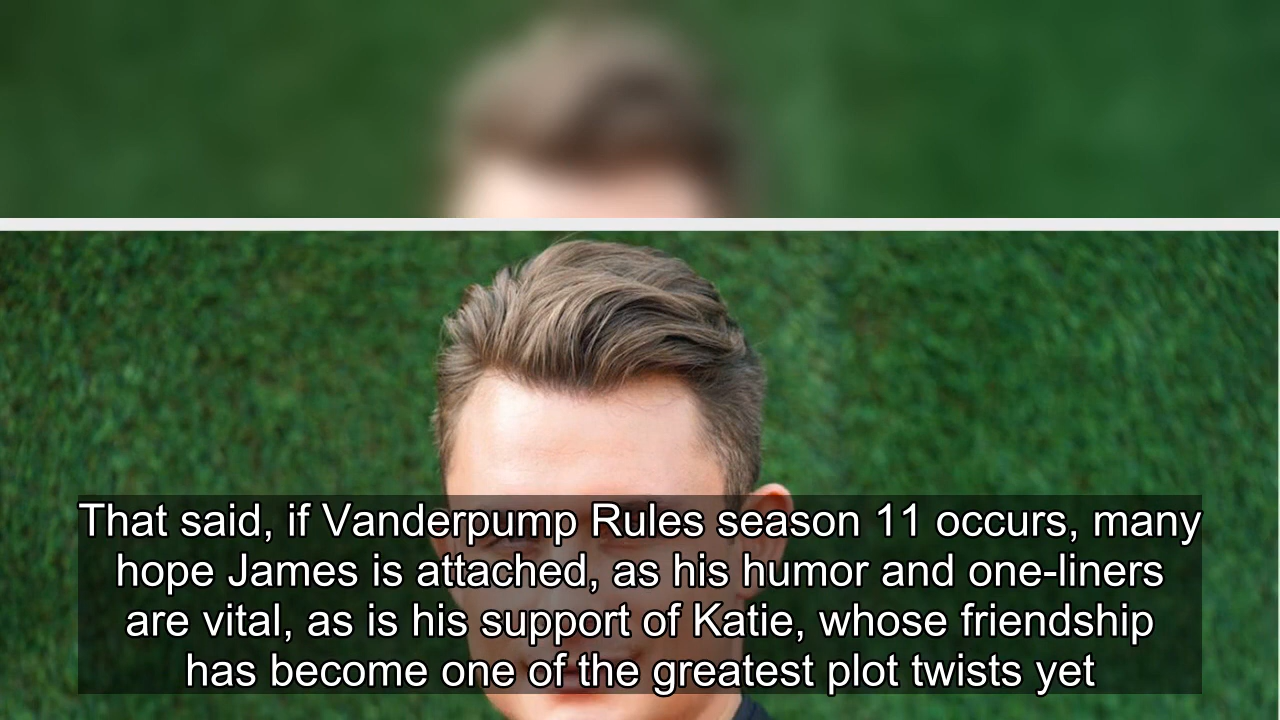 That said, if Vanderpump Rules season 11 occurs, many
hope James is attached, as his humor and one-liners
are vital, as is his support of Katie, whose friendship
has become one of the greatest plot twists yet